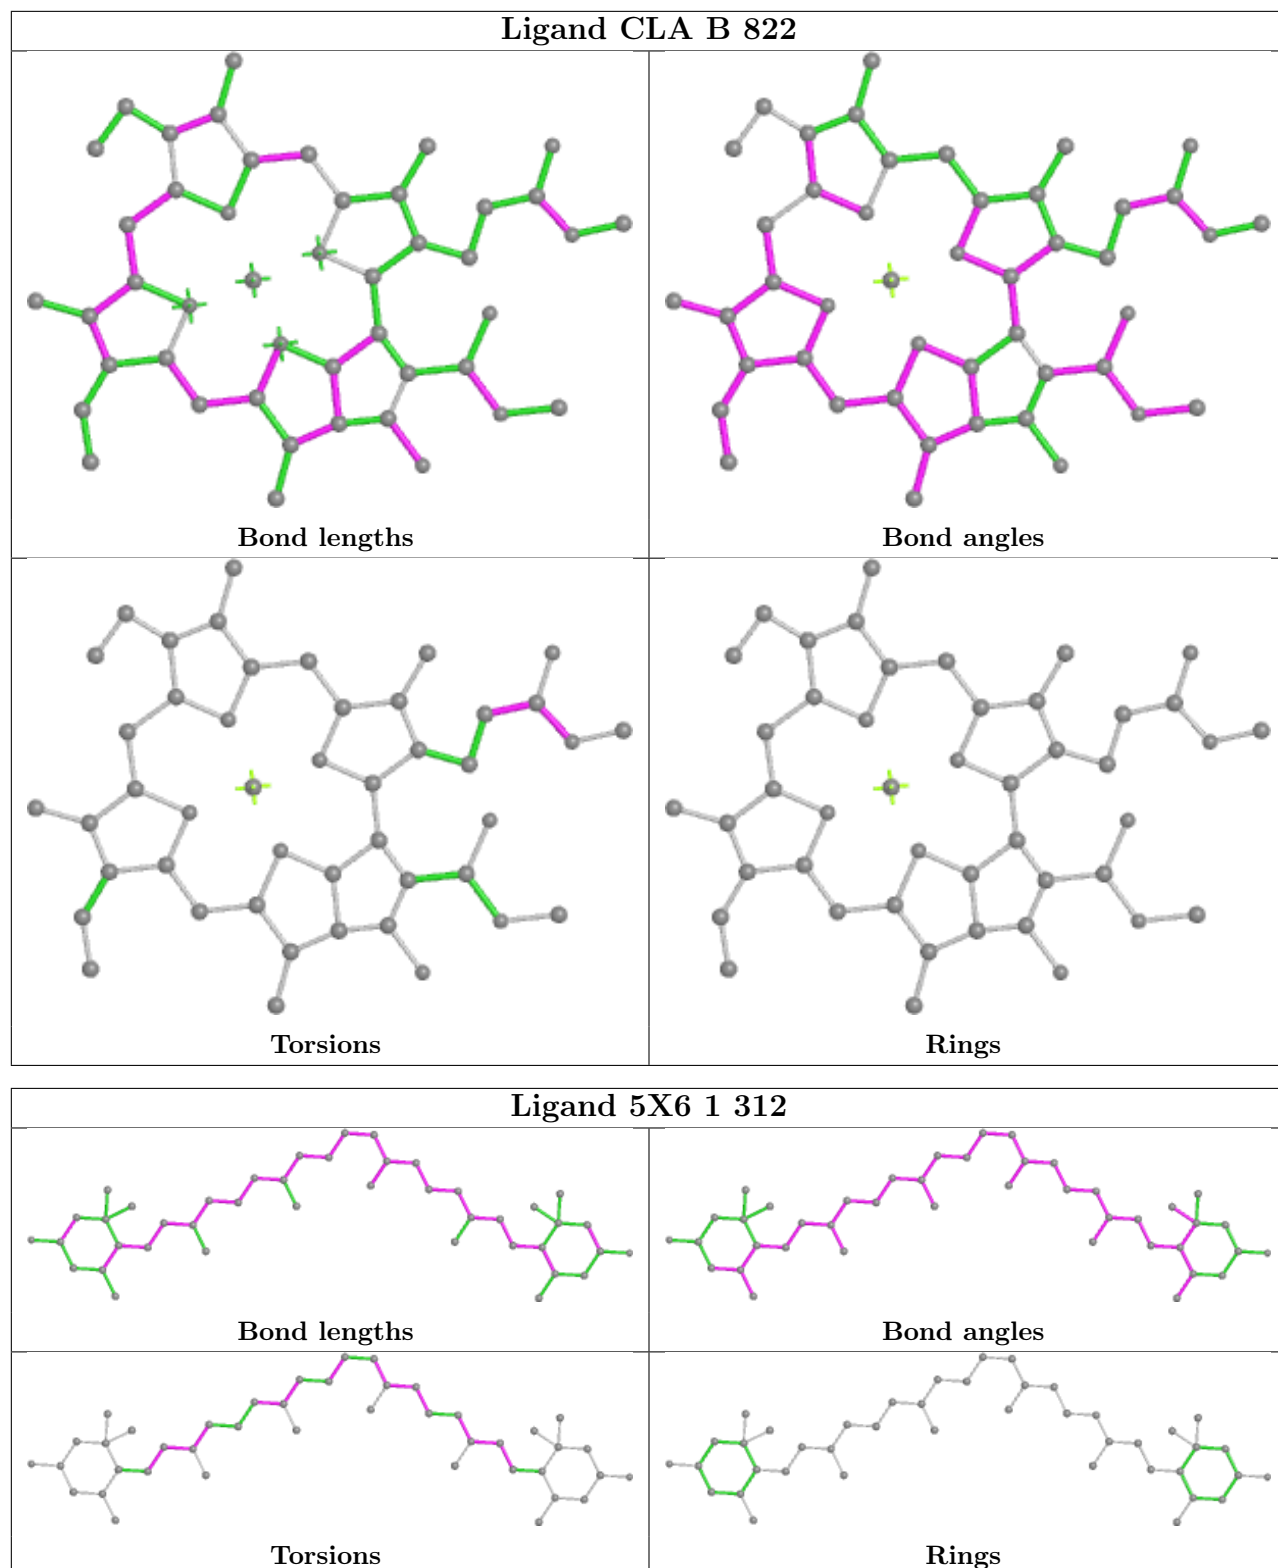 Ligand CLA B 822
Bond lengths
Bond angles
Torsions
Rings
Ligand 5X6 1 312
Bond lengths
Bond angles
Torsions
Rings